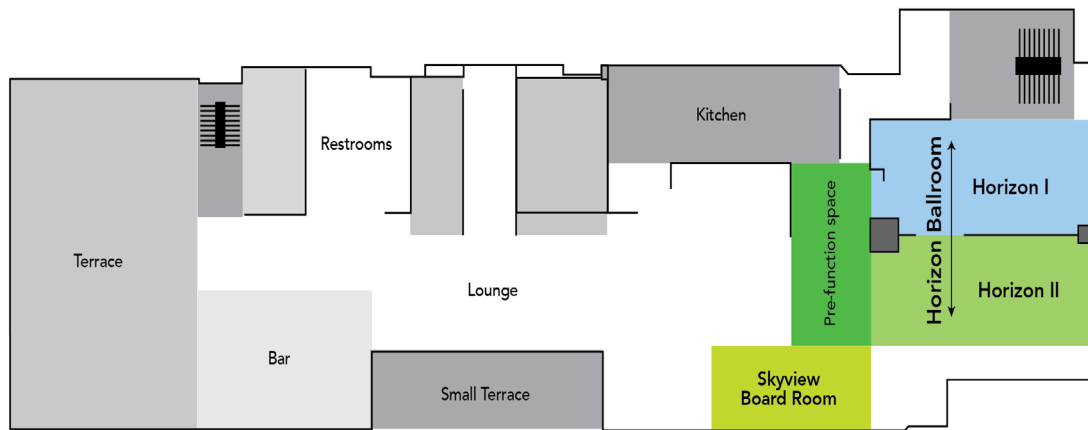 Kitchen
Restrooms
Horizon I
Pre-function space
Horizon Ballroom
Terrace
Lounge
Horizon II
Bar
Small Terrace
Skyview
Board Room